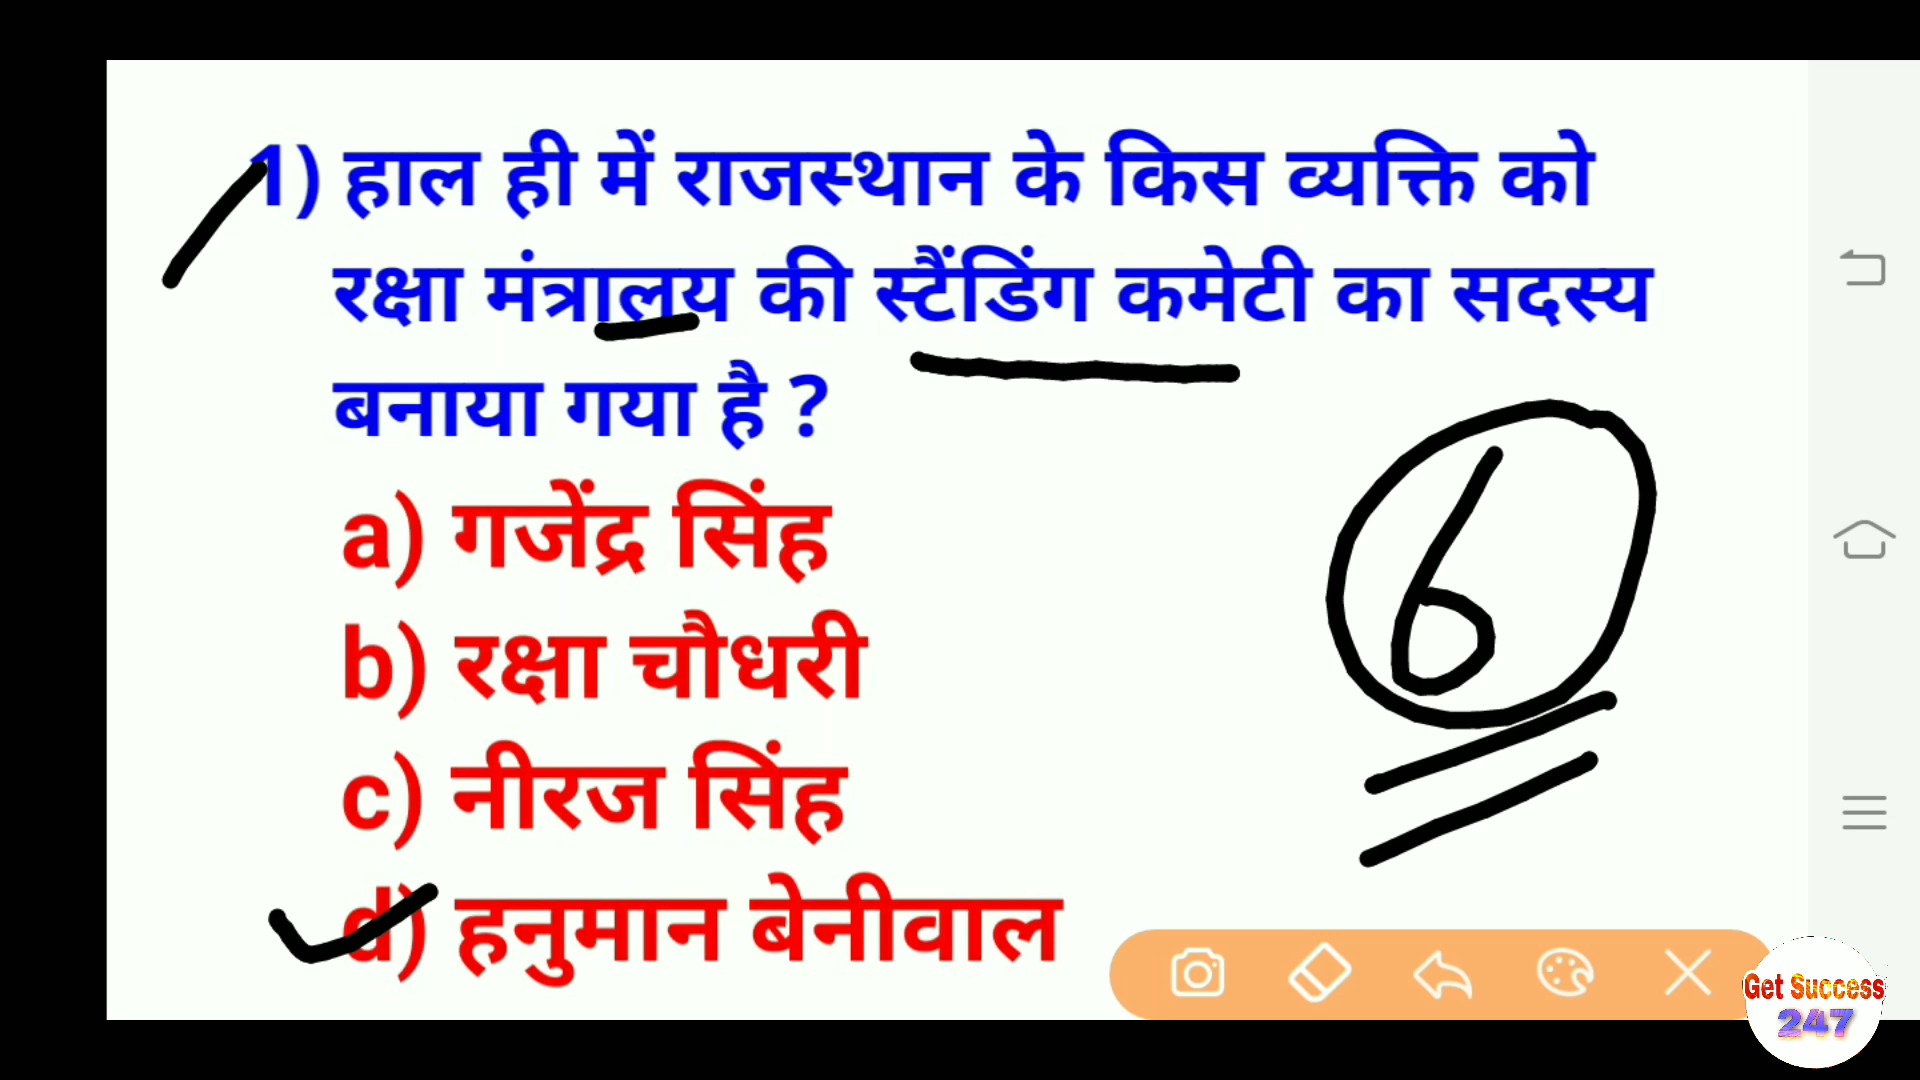 1) हाल ही में राजस्थान के किस व्यक्ति को
रक्षा मंत्रालय की स्टैंडिंग कमेटी का सदस्य
बनाया गया है ?
a) गजेंद्र सिंह
b) रक्षा चौधरी
c) नीरज सिंह
d) हनुमान बेनीवाल
6
Get Success
247